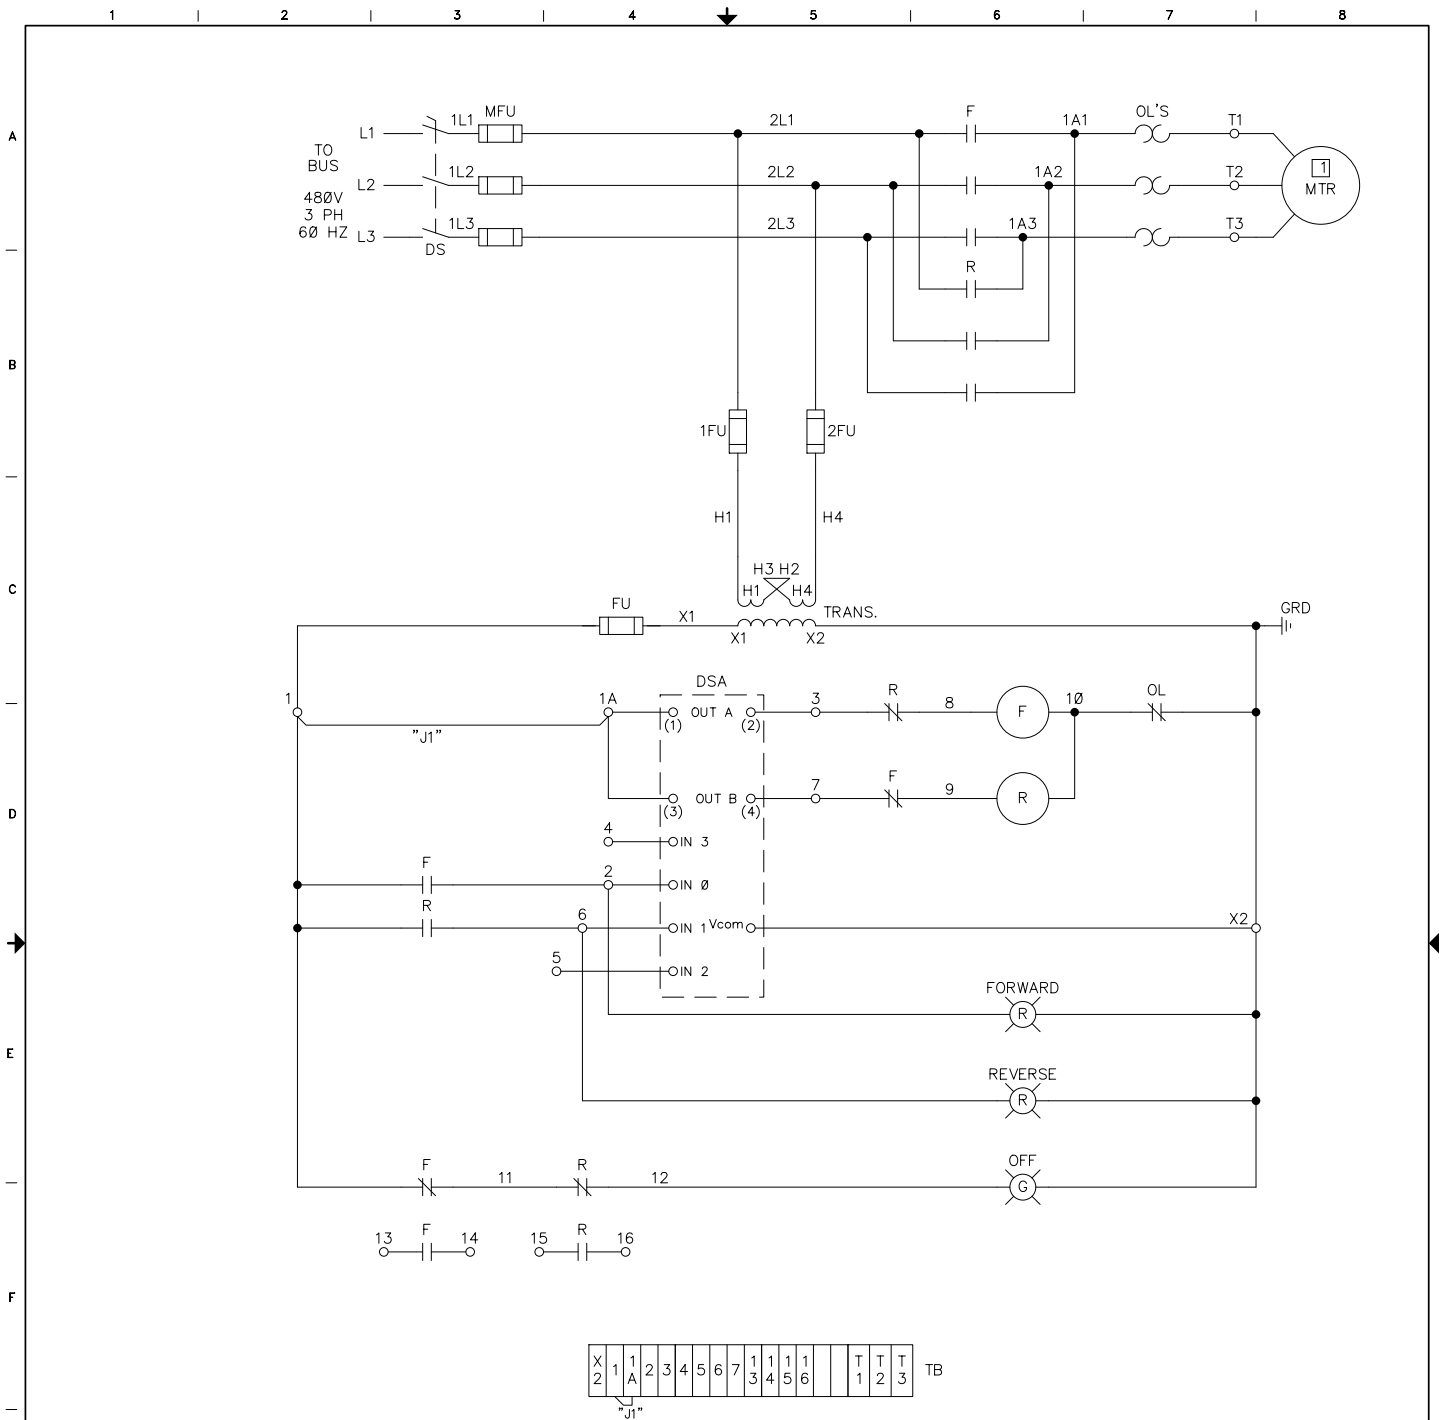 1 2 3 4 5 6 7 8
A
B
C
D
E
F
MFU F OL'S
L1 1L1 2L1 1A1 T1
TO
BUS
L2 1L2 2L2 1A2 T2
1
MTR
48ØV
3 PH
6Ø HZ
L3 1L3 2L3 1A3 T3
DS
R
1FU 2FU
H1 H4
H3 H2
H1 H4
FU X1 TRANS. GRD
X1 X2
DSA
1 1A 3 R 8 1Ø OL
OUT A F
(1) (2)
"J1"
7 F 9
OUT B R
(3) (4)
4 IN 3
F 2 IN Ø
R 6 IN 1 Vcom X2
5 IN 2
FORWARD
R
REVERSE
R
F 11 R 12 OFF
G
13 F 14 15 R 16
X2 1 1A 2 3 4 5 6 7 13 14 15 16 T1 T2 T3 TB
"J1"